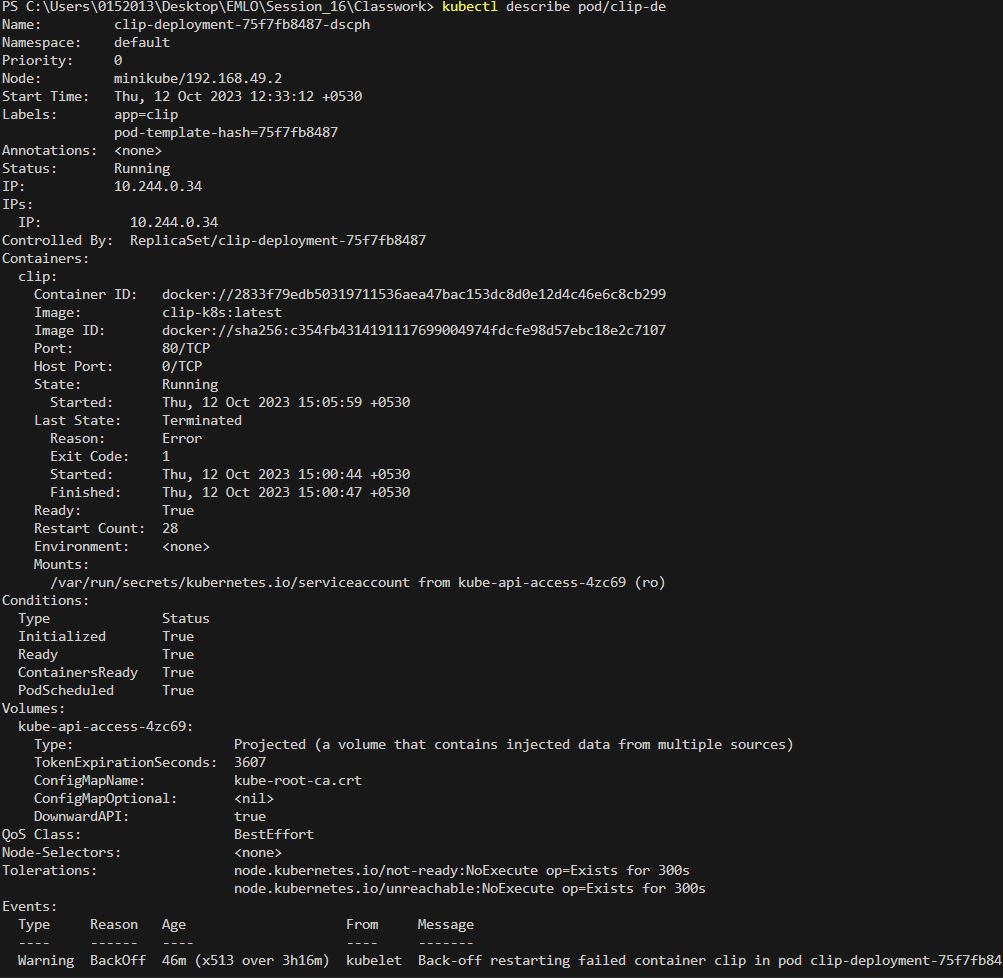 PS C:\Users\0152013\Desktop\EMLO\Session_16\Classwork> kubectl describe pod/clip-de
Name:         clip-deployment-75f7fb8487-dscph
Namespace:    default
Priority:     0
Node:         minikube/192.168.49.2
Start Time:   Thu, 12 Oct 2023 12:33:12 +0530
Labels:       app=clip
              pod-template-hash=75f7fb8487
Annotations:  <none>
Status:       Running
IP:           10.244.0.34
IPs:
  IP:           10.244.0.34
Controlled By:  ReplicaSet/clip-deployment-75f7fb8487
Containers:
  clip:
    Container ID:   docker://2833f79edb50319711536aea47bac153dc8d0e12d4c46e6c8cb299
    Image:          clip-k8s:latest
    Image ID:       docker://sha256:c354fb4314191117699004974fdcfe98d57ebc18e2c7107
    Port:           80/TCP
    Host Port:      0/TCP
    State:          Running
      Started:      Thu, 12 Oct 2023 15:05:59 +0530
    Last State:     Terminated
      Reason:       Error
      Exit Code:    1
      Started:      Thu, 12 Oct 2023 15:00:44 +0530
      Finished:     Thu, 12 Oct 2023 15:00:47 +0530
    Ready:          True
    Restart Count:  28
    Environment:    <none>
    Mounts:
      /var/run/secrets/kubernetes.io/serviceaccount from kube-api-access-4zc69 (ro)
Conditions:
  Type              Status
  Initialized       True
  Ready             True
  ContainersReady   True
  PodScheduled      True
Volumes:
  kube-api-access-4zc69:
    Type:                    Projected (a volume that contains injected data from multiple sources)
    TokenExpirationSeconds:  3607
    ConfigMapName:           kube-root-ca.crt
    ConfigMapOptional:       <nil>
    DownwardAPI:             true
QoS Class:                   BestEffort
Node-Selectors:              <none>
Tolerations:                 node.kubernetes.io/not-ready:NoExecute op=Exists for 300s
                             node.kubernetes.io/unreachable:NoExecute op=Exists for 300s
Events:
  Type     Reason   Age                    From     Message
  ----     ------   ----                   ----     -------
  Warning  BackOff  46m (x513 over 3h16m)  kubelet  Back-off restarting failed container clip in pod clip-deployment-75f7fb84